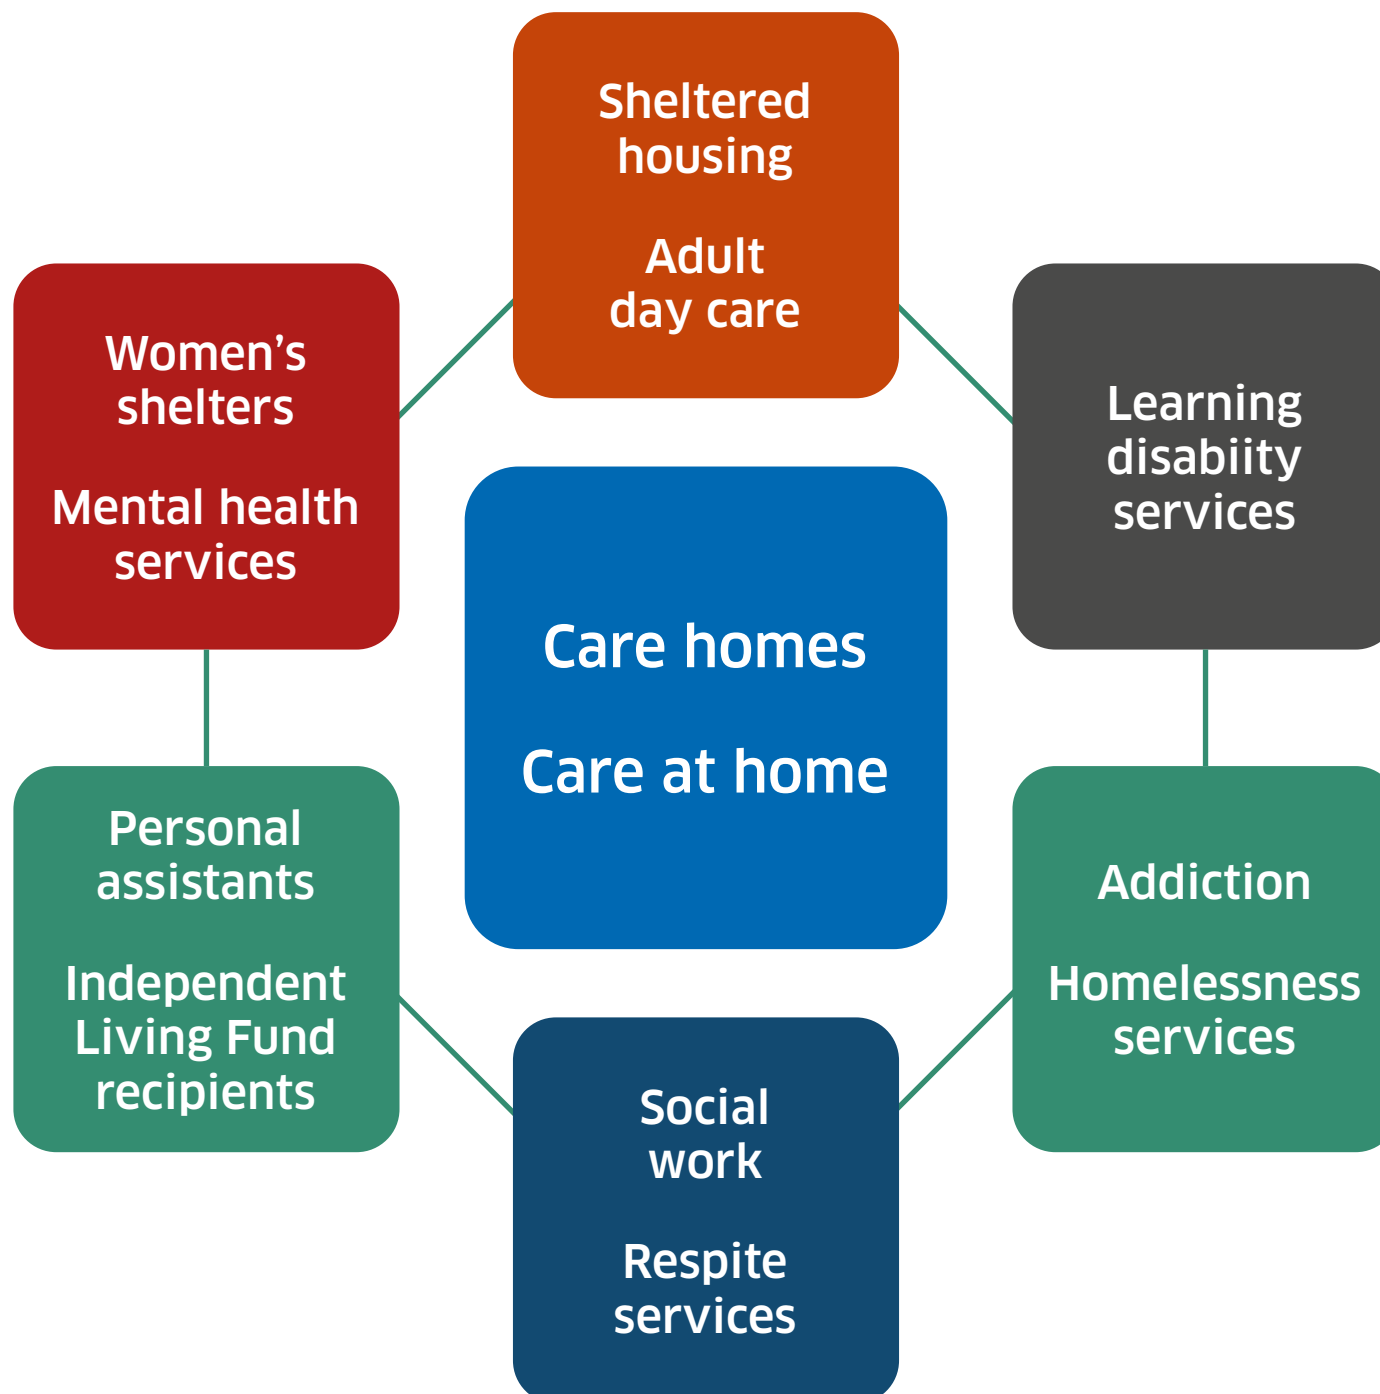 Sheltered
housing
Adult
day care
Women’s
shelters
Mental health
services
Learning
disabiity
services
Care homes
Care at home
Personal
assistants
Independent
Living Fund
recipients
Addiction
Homelessness
services
Social
work
Respite
services